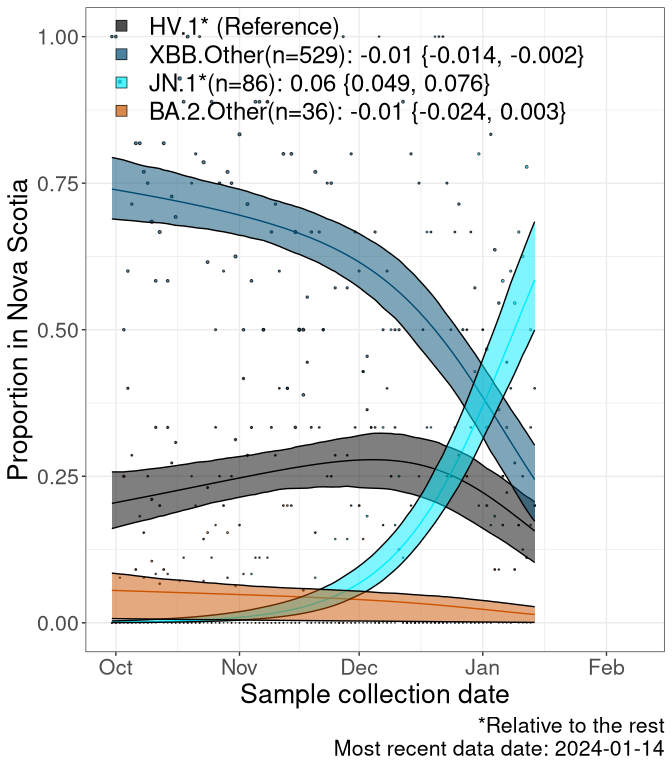 HV.1* (Reference)
XBB.Other(n=529): -0.01 {-0.014, -0.002}
JN.1*(n=86): 0.06 {0.049, 0.076}
BA.2.Other(n=36): -0.01 {-0.024, 0.003}
Proportion in Nova Scotia
1.00
0.75
0.50
0.25
0.00
Oct Nov Dec Jan Feb
Sample collection date
*Relative to the rest
Most recent data date: 2024-01-14